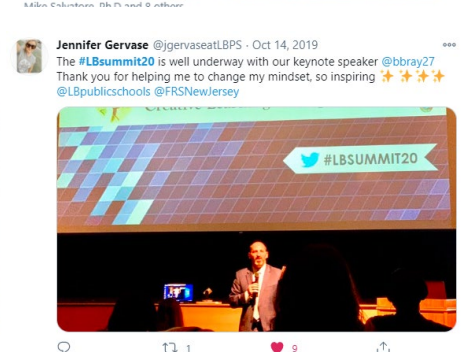 Mike Salvatore, Ph.D and 8 others
Jennifer Gervase @jgervaseatLBPS · Oct 14, 2019
The #LBsummit20 is well underway with our keynote speaker @bbray27
Thank you for helping me to change my mindset, so inspiring ✨✨✨✨
@LBpublicschools @FRSNewJersey
Creative Learning
#LBSUMMIT20
1
9